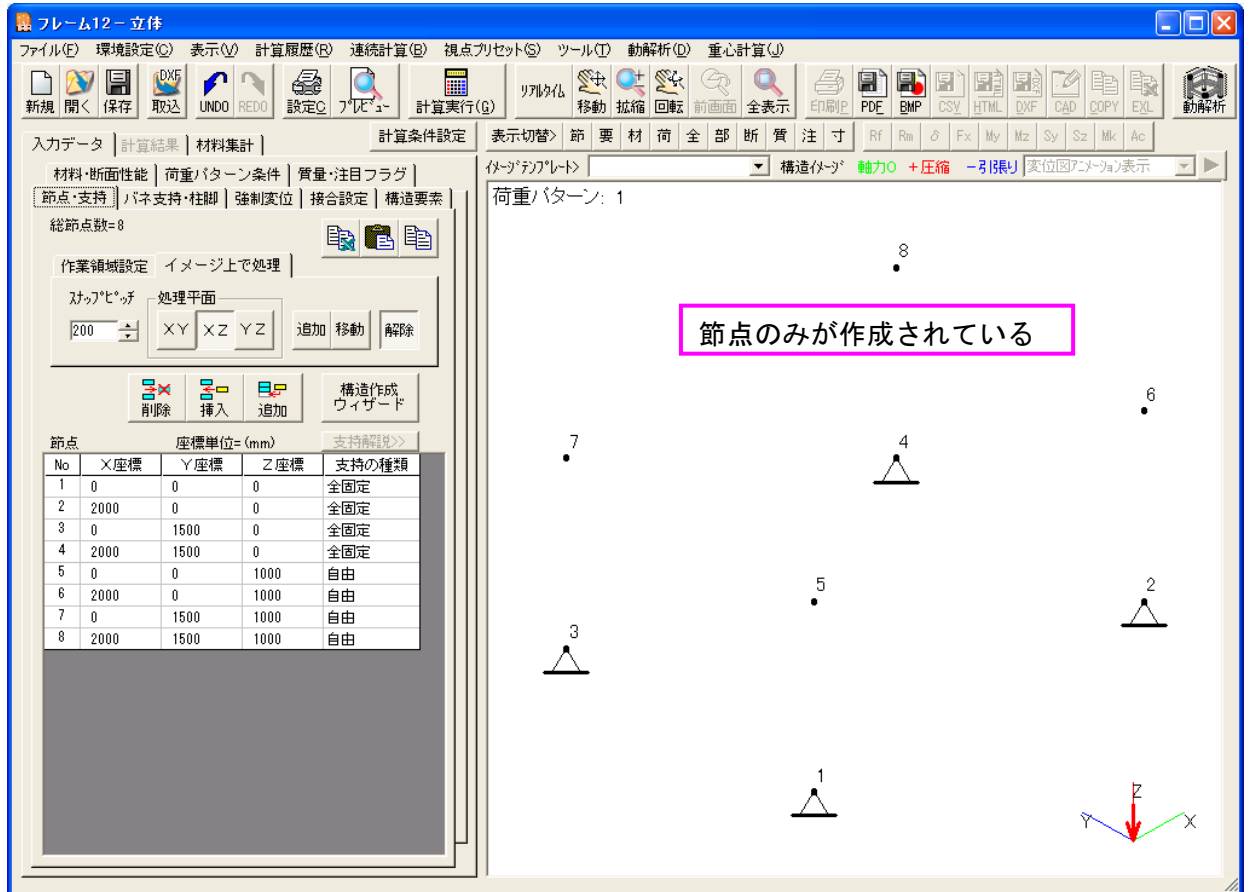 フレーム12－立体
ファイル(F) 環境設定(C) 表示(V) 計算履歴(R) 連続計算(B) 視点プリセット(S) ツール(T) 動解析(D) 重心計算(J)
新規 開く 保存 DXF 取込 UNDO REDO 設定C ﾌﾟﾚﾋﾞｭｰ 計算実行(G) ﾘｱﾙﾀｲﾑ 移動 拡縮 回転 前画面 全表示 印刷P PDF BMP CSV HTML DXF CAD COPY EXL 動解析
入力データ 計算結果 材料集計 計算条件設定 表示切替> 節 要 材 荷 全 部 断 質 注 寸 Rf Rm δ Fx My Mz Sy Sz Mk Ac
材料・断面性能 荷重パターン条件 質量・注目フラグ ｲﾒｰｼﾞﾃﾝﾌﾟﾚｰﾄ> 構造ｲﾒｰｼﾞ 軸力0 ＋圧縮 －引張り 変位図ｱﾆﾒｰｼｮﾝ表示
節点・支持 バネ支持・柱脚 強制変位 接合設定 構造要素
荷重パターン: 1
総節点数=8
作業領域設定 イメージ上で処理
ｽﾅｯﾌﾟﾋﾟｯﾁ 処理平面
200 XY XZ YZ 追加 移動 解除
削除 挿入 追加 構造作成
ウィザード
節点 座標単位=(mm) 支持解説>>
No X座標 Y座標 Z座標 支持の種類
1 0 0 0 全固定
2 2000 0 0 全固定
3 0 1500 0 全固定
4 2000 1500 0 全固定
5 0 0 1000 自由
6 2000 0 1000 自由
7 0 1500 1000 自由
8 2000 1500 1000 自由
8
節点のみが作成されている
6
7
4
5
2
3
1
Z
Y
X